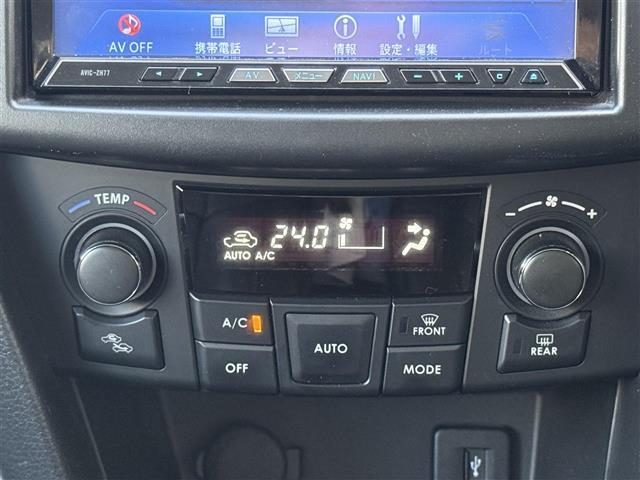 AV OFF 携帯電話 ビュー 情報 設定・編集 ルート
AVIC-ZH77 AV メニュー NAVI
TEMP
24.0
AUTO A/C
A/C
AUTO
FRONT
OFF
MODE
REAR